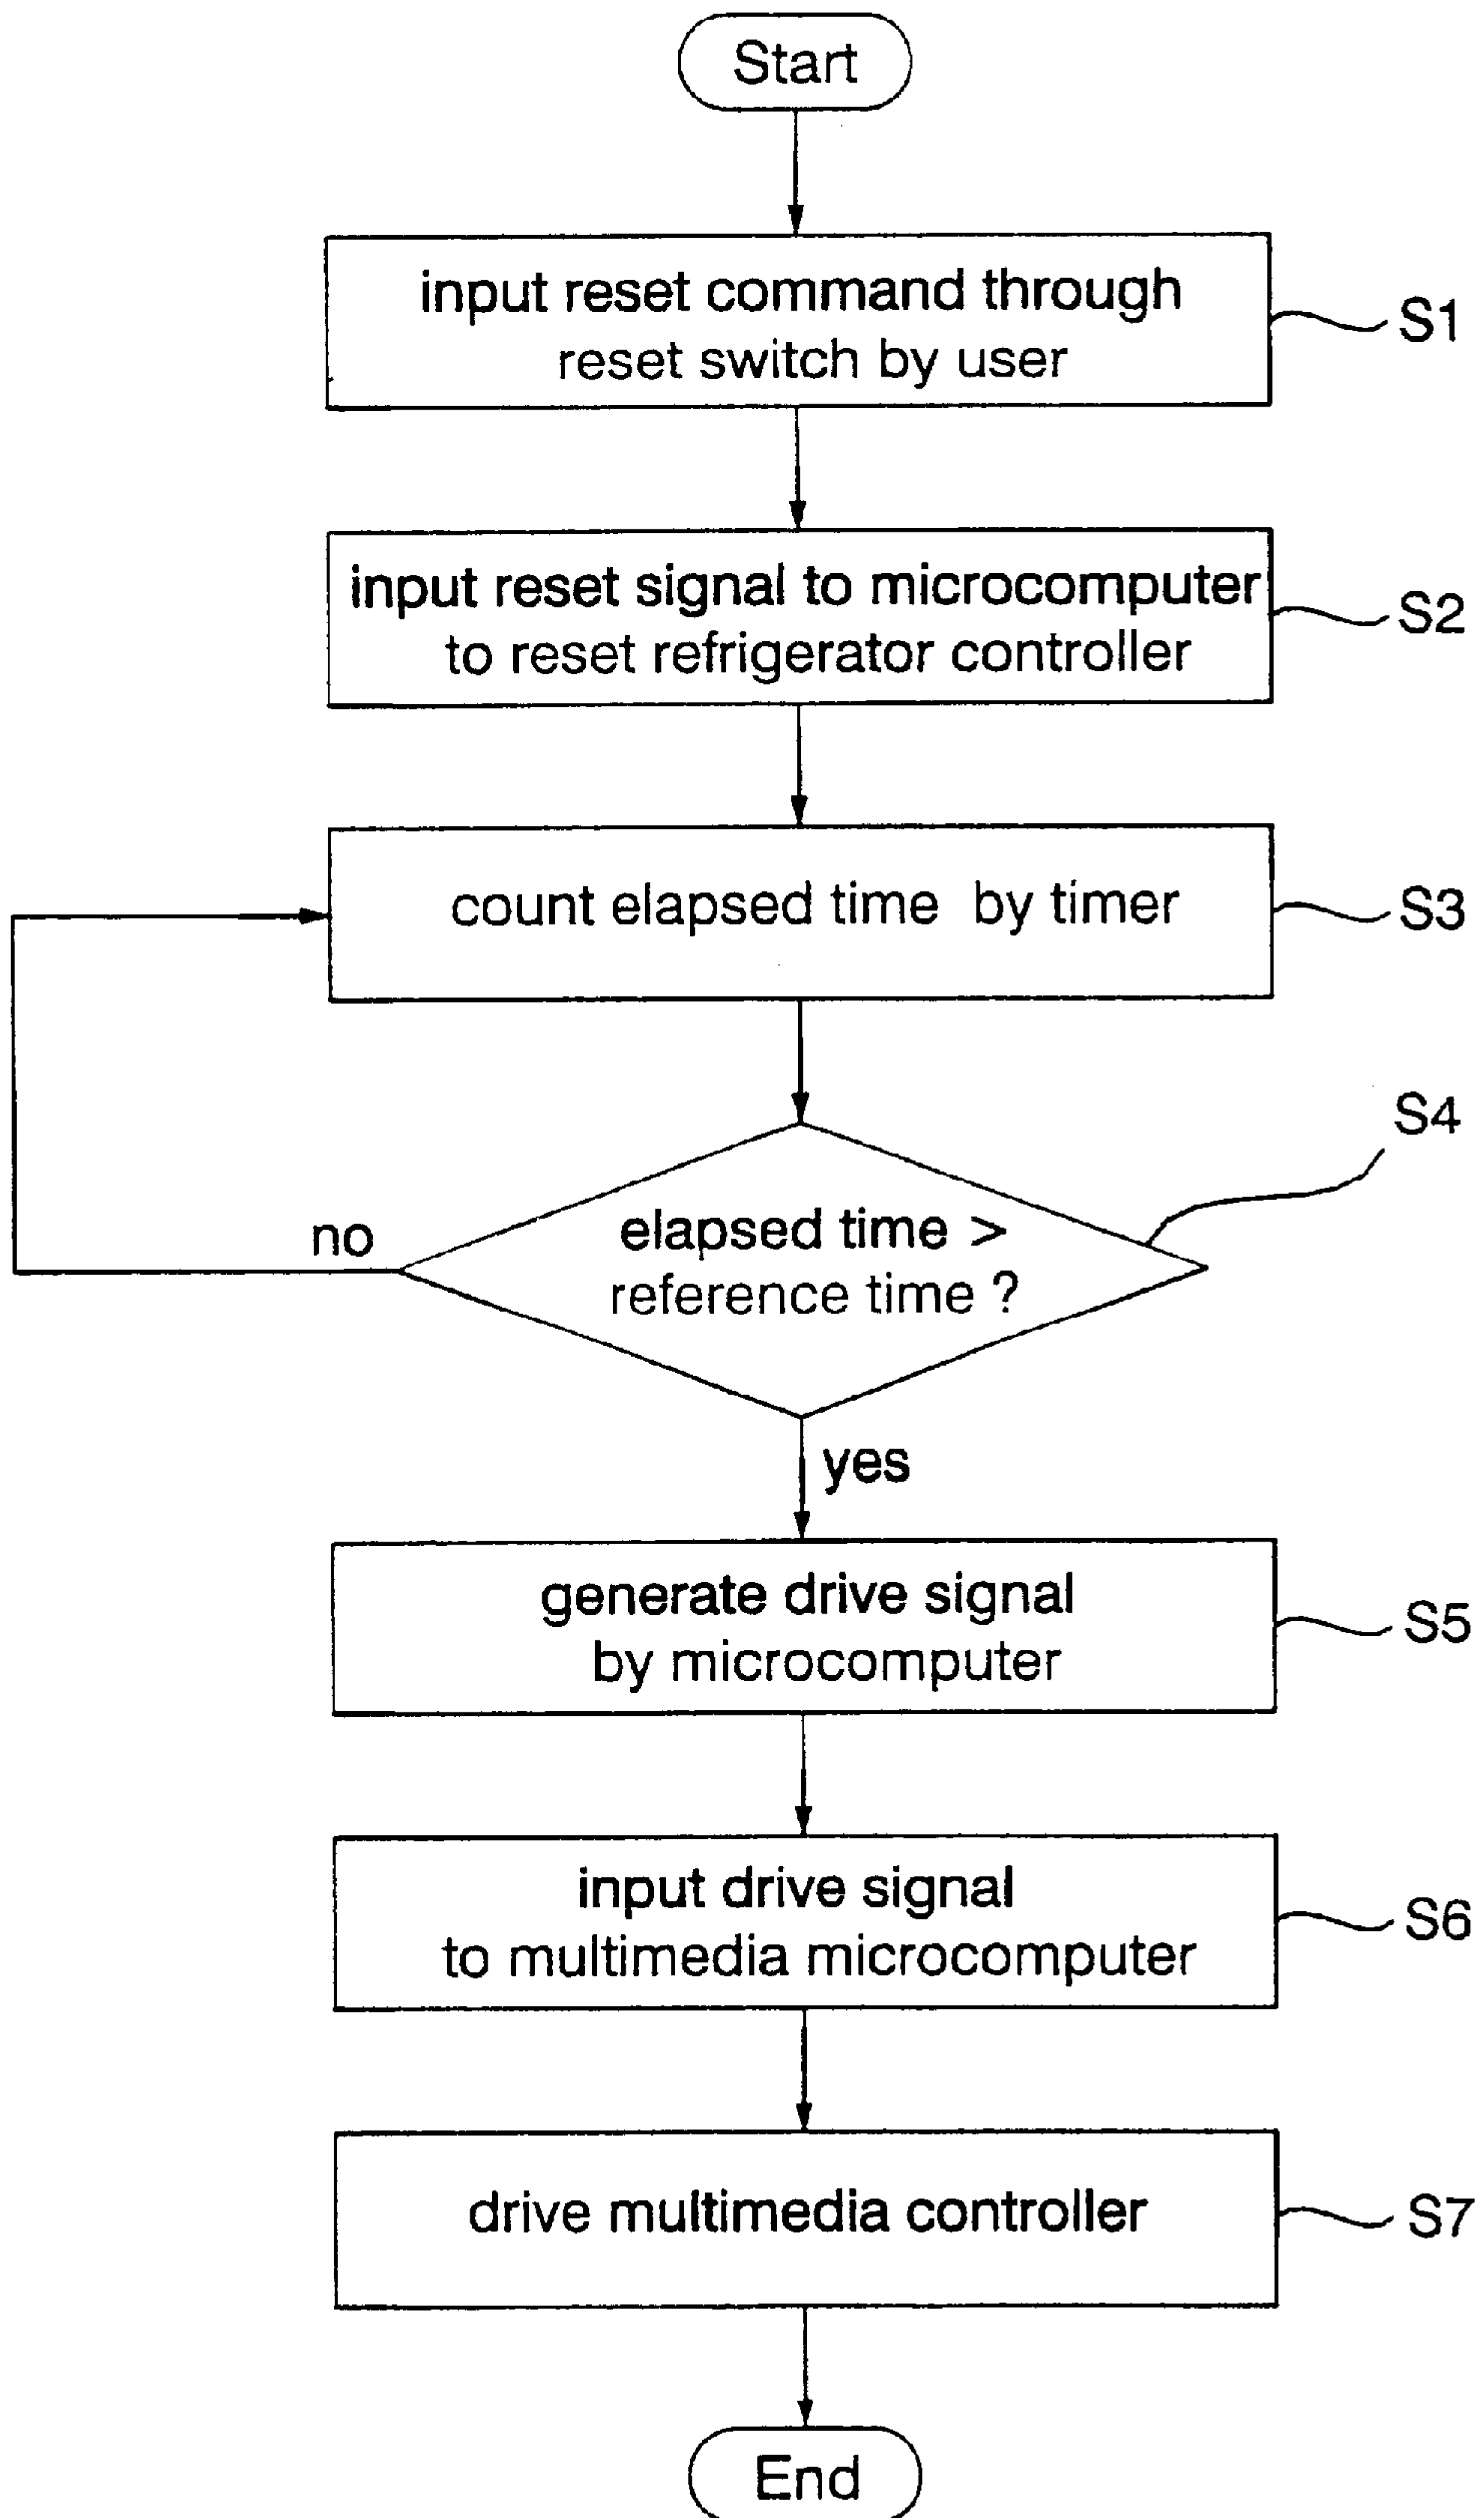 Start
input reset command through
reset switch by user
S1
input reset signal to microcomputer
to reset refrigerator controller
S2
count elapsed time by timer
S3
S4
elapsed time >
reference time ?
no
yes
generate drive signal
by microcomputer
S5
input drive signal
to multimedia microcomputer
S6
drive multimedia controller
S7
End